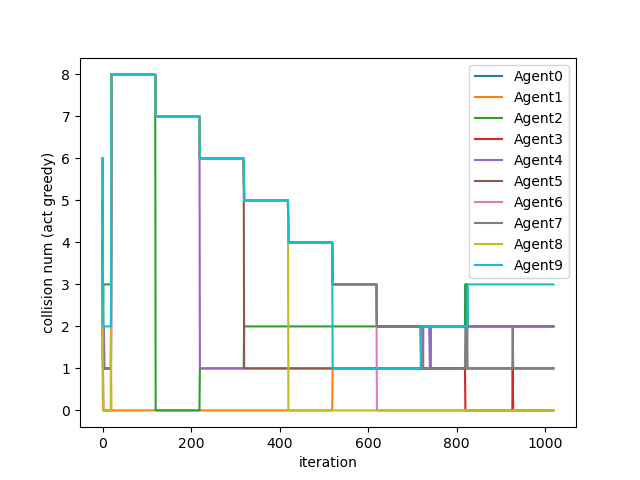 collision num (act greedy)
8
7
6
5
4
3
2
1
0
0 200 400 600 800 1000
iteration
Agent0
Agent1
Agent2
Agent3
Agent4
Agent5
Agent6
Agent7
Agent8
Agent9